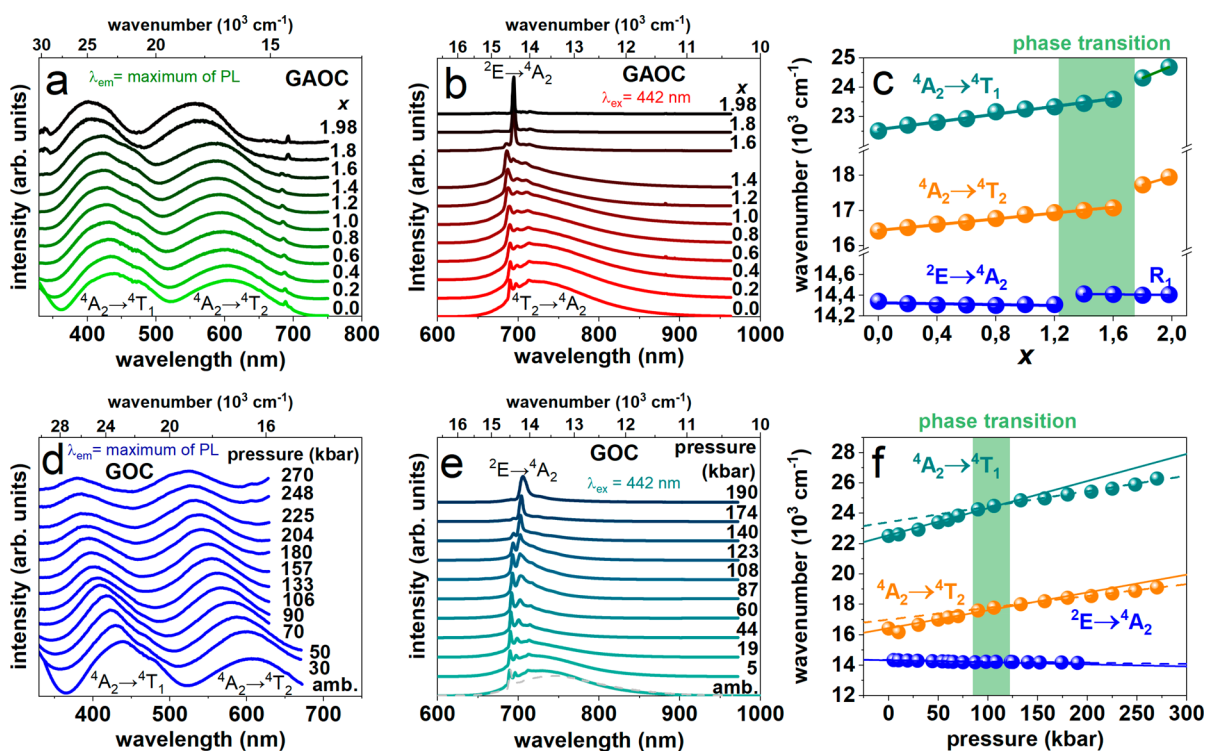 wavenumber (10³ cm⁻¹)
30 25 20 15
a
λem= maximum of PL
GAOC
x
1.98
1.8
1.6
1.4
1.2
1.0
0.8
0.6
0.4
0.2
0.0
⁴A₂→⁴T₁
⁴A₂→⁴T₂
intensity (arb. units)
400 500 600 700 800
wavelength (nm)
wavenumber (10³ cm⁻¹)
16 15 14 13 12 11 10
b
²E→⁴A₂
GAOC
λex = 442 nm
x
1.98
1.8
1.6
1.4
1.2
1.0
0.8
0.6
0.4
0.2
0.0
⁴T₂→⁴A₂
intensity (arb. units)
600 700 800 900 1000
wavelength (nm)
phase transition
c
⁴A₂→⁴T₁
⁴A₂→⁴T₂
²E→⁴A₂
R₁
25
24
23
22
18
17
16
14,6
14,4
14,2
wavenumber (10³ cm⁻¹)
0,0 0,4 0,8 1,2 1,6 2,0
x
wavenumber (10³ cm⁻¹)
28 26 24 22 20 18 16
d
λem= maximum of PL
GOC
pressure (kbar)
270
248
225
204
180
157
133
106
90
70
50
30
amb.
⁴A₂→⁴T₁
⁴A₂→⁴T₂
intensity (arb. units)
400 500 600 700
wavelength (nm)
wavenumber (10³ cm⁻¹)
16 15 14 13 12 11 10
e
GOC
pressure
(kbar)
²E→⁴A₂
λex = 442 nm
190
174
140
123
108
87
60
44
19
5
amb.
intensity (arb. units)
600 700 800 900 1000
wavelength (nm)
phase transition
f
⁴A₂→⁴T₁
⁴A₂→⁴T₂
²E→⁴A₂
28
26
24
22
20
18
16
14
12
wavenumber (10³ cm⁻¹)
0 50 100 150 200 250 300
pressure (kbar)